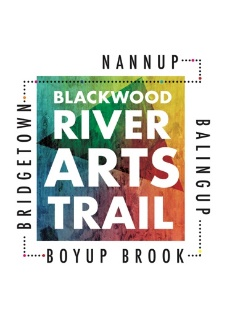 NANNUP
BLACKWOOD
RIVER
ARTS
TRAIL
BRIDGETOWN
BALINGUP
BOYUP BROOK